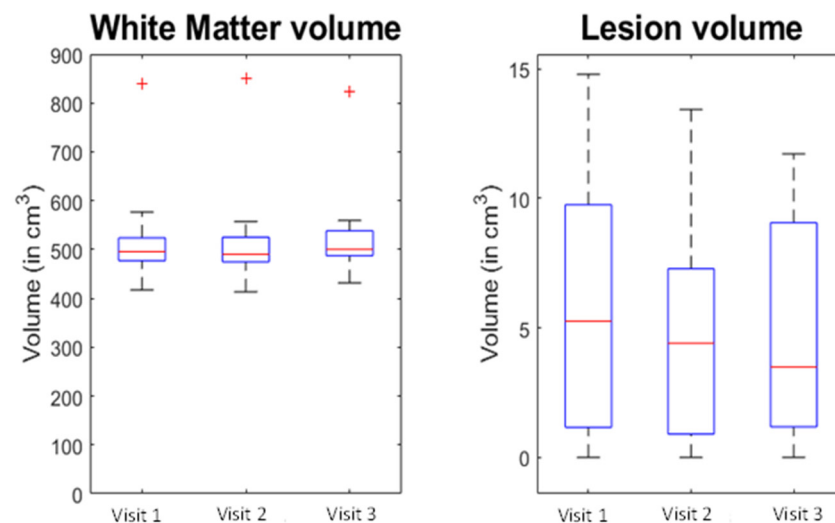 White Matter volume
Volume (in cm³)
900
800
700
600
500
400
300
200
100
0
Visit 1 Visit 2 Visit 3
Lesion volume
Volume (in cm³)
15
10
5
0
Visit 1 Visit 2 Visit 3